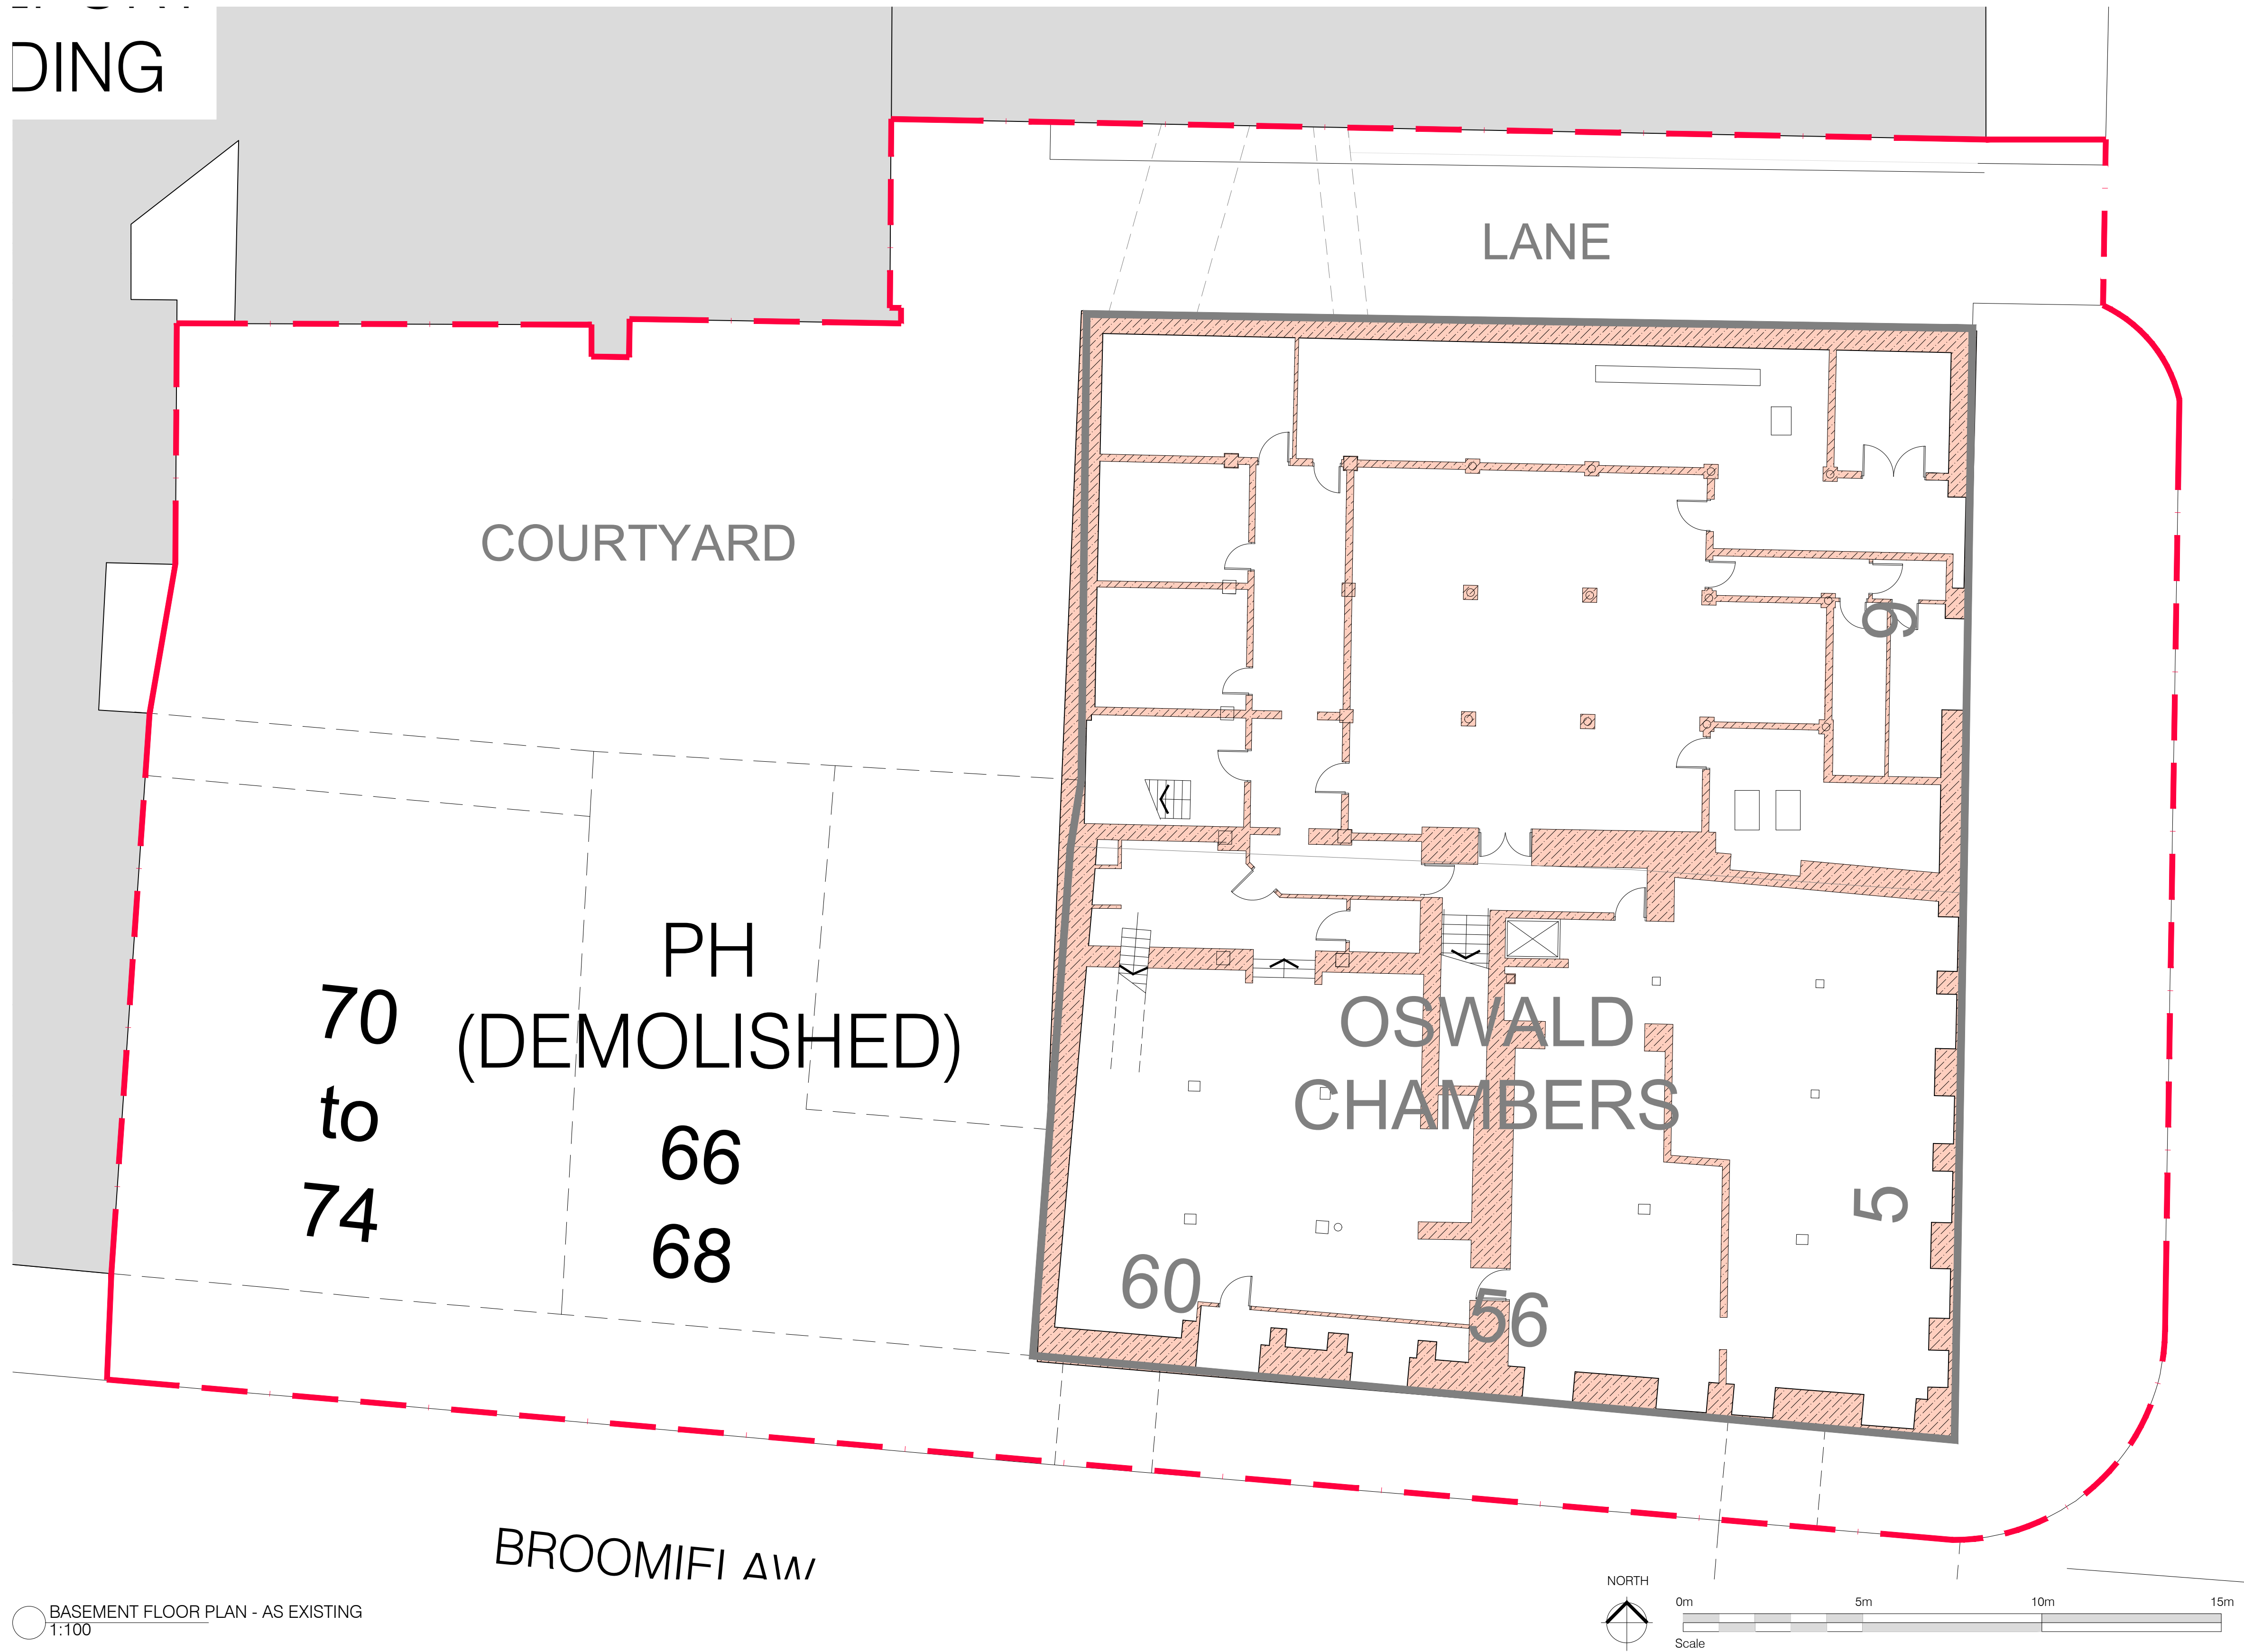 DING
LANE
COURTYARD
9
PH
(DEMOLISHED)
70
to
74
66
68
OSWALD
CHAMBERS
5
60
56
BROOMIELAW
NORTH
0m 5m 10m 15m
Scale
BASEMENT FLOOR PLAN - AS EXISTING
1:100